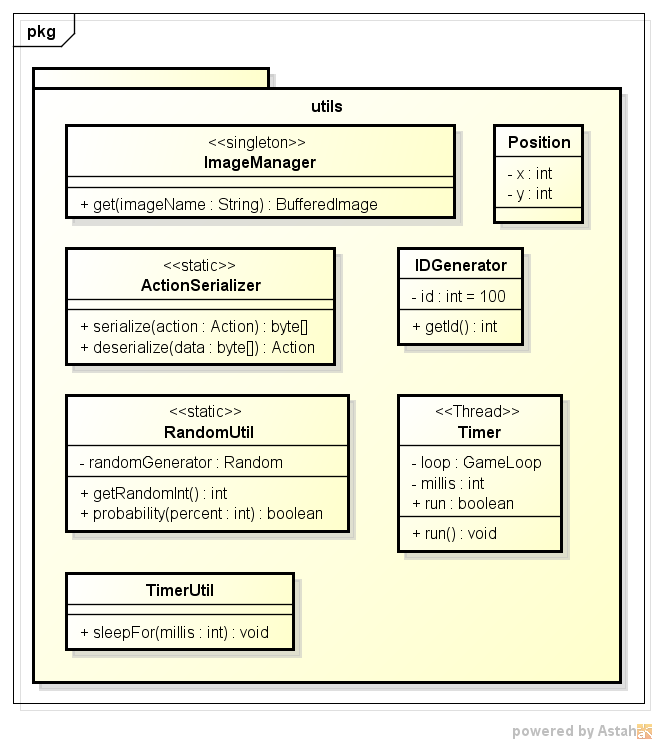 pkg
utils
<<singleton>>
ImageManager
+ get(imageName : String) : BufferedImage
Position
- x : int
- y : int
<<static>>
ActionSerializer
+ serialize(action : Action) : byte[]
+ deserialize(data : byte[]) : Action
IDGenerator
- id : int = 100
+ getId() : int
<<static>>
RandomUtil
- randomGenerator : Random
+ getRandomInt() : int
+ probability(percent : int) : boolean
<<Thread>>
Timer
- loop : GameLoop
- millis : int
+ run : boolean
+ run() : void
TimerUtil
+ sleepFor(millis : int) : void
powered by Astah